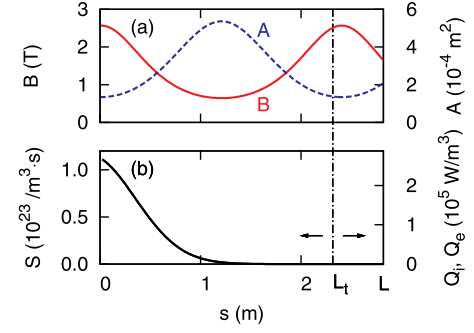 3
2
1
0
B (T)
(a)
A
B
6
4
2
0
A (10⁻⁴ m²)
1.0
0.5
0.0
S (10²³ /m³·s)
(b)
2
1
0
Qᵢ, Qₑ (10⁵ W/m³)
0 1 2 Lₜ L
s (m)